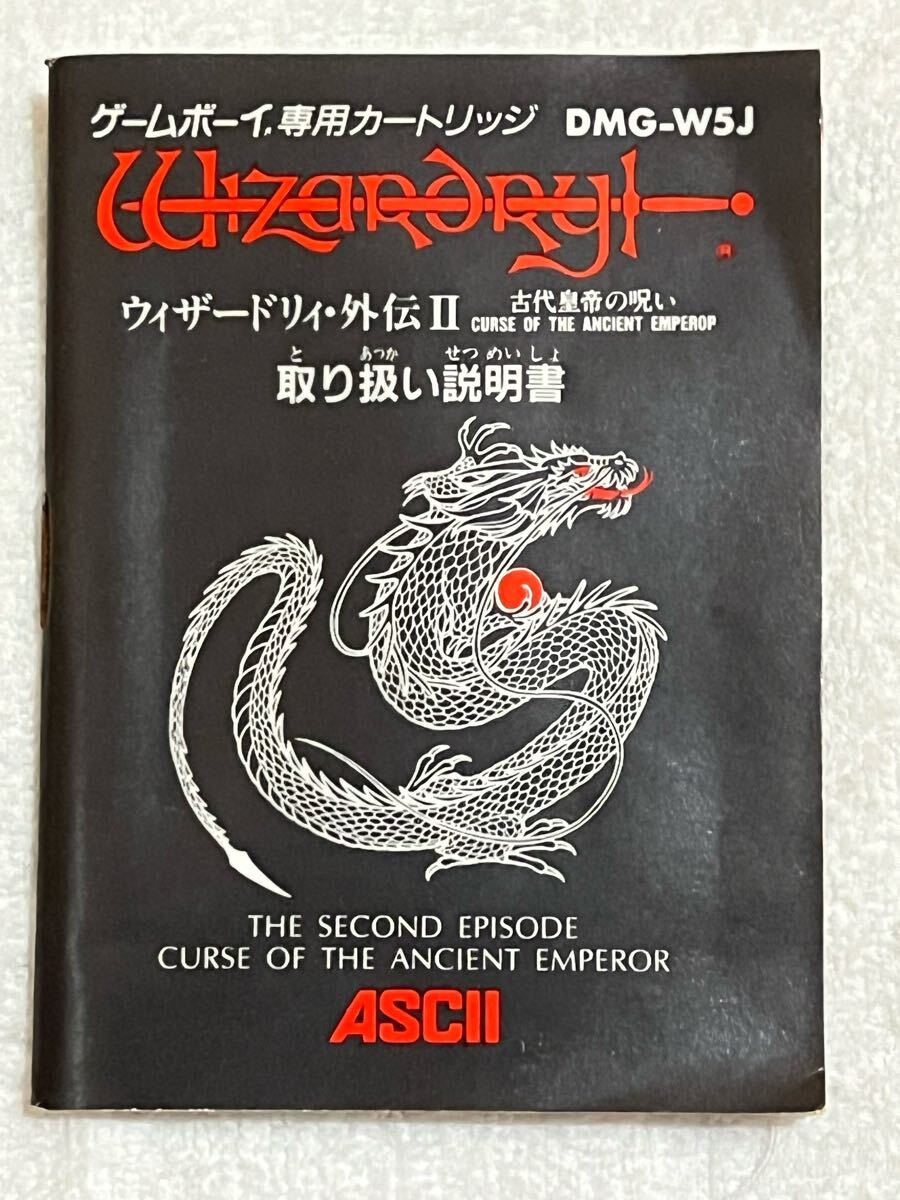 ゲームボーイ専用カートリッジ DMG-W5J
Wizardry
ウィザードリィ・外伝 II 古代皇帝の呪い
CURSE OF THE ANCIENT EMPEROP
と あつか せつ めい しょ
取り扱い説明書
THE SECOND EPISODE
CURSE OF THE ANCIENT EMPEROR
ASCII